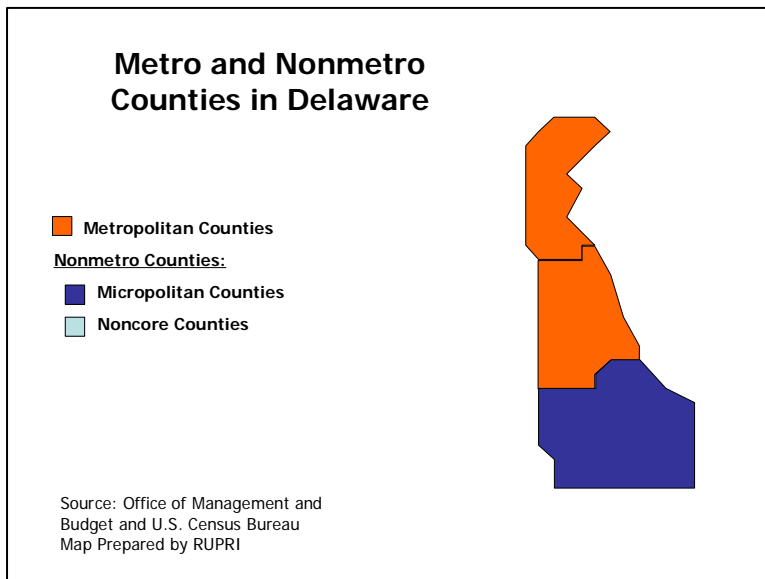 Metro and Nonmetro
Counties in Delaware
Metropolitan Counties
Nonmetro Counties:
Micropolitan Counties
Noncore Counties
Source: Office of Management and
Budget and U.S. Census Bureau
Map Prepared by RUPRI